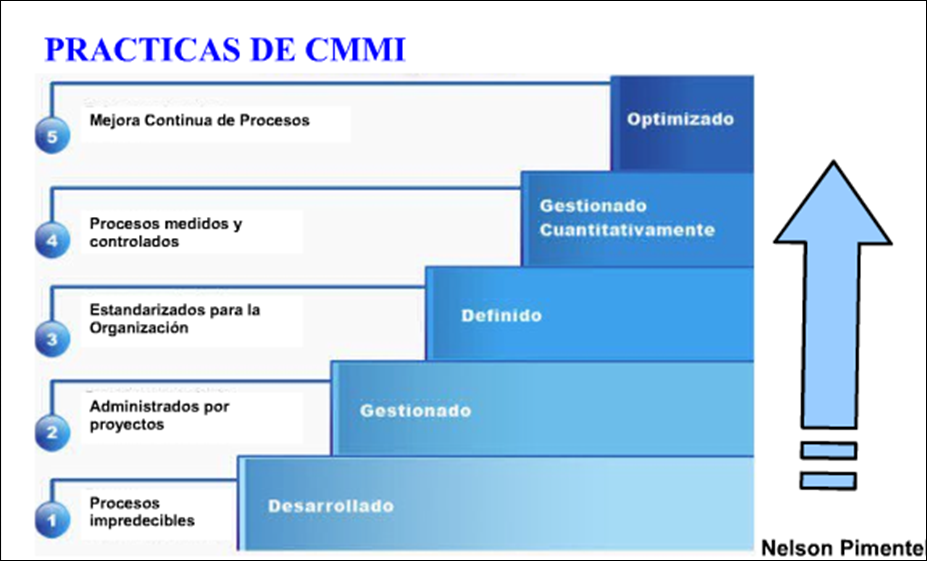 PRACTICAS DE CMMI
5
Mejora Continua de Procesos
Optimizado
4
Procesos medidos y
controlados
Gestionado
Cuantitativamente
3
Estandarizados para la
Organización
Definido
2
Administrados por
proyectos
Gestionado
1
Procesos
impredecibles
Desarrollado
Nelson Pimentel